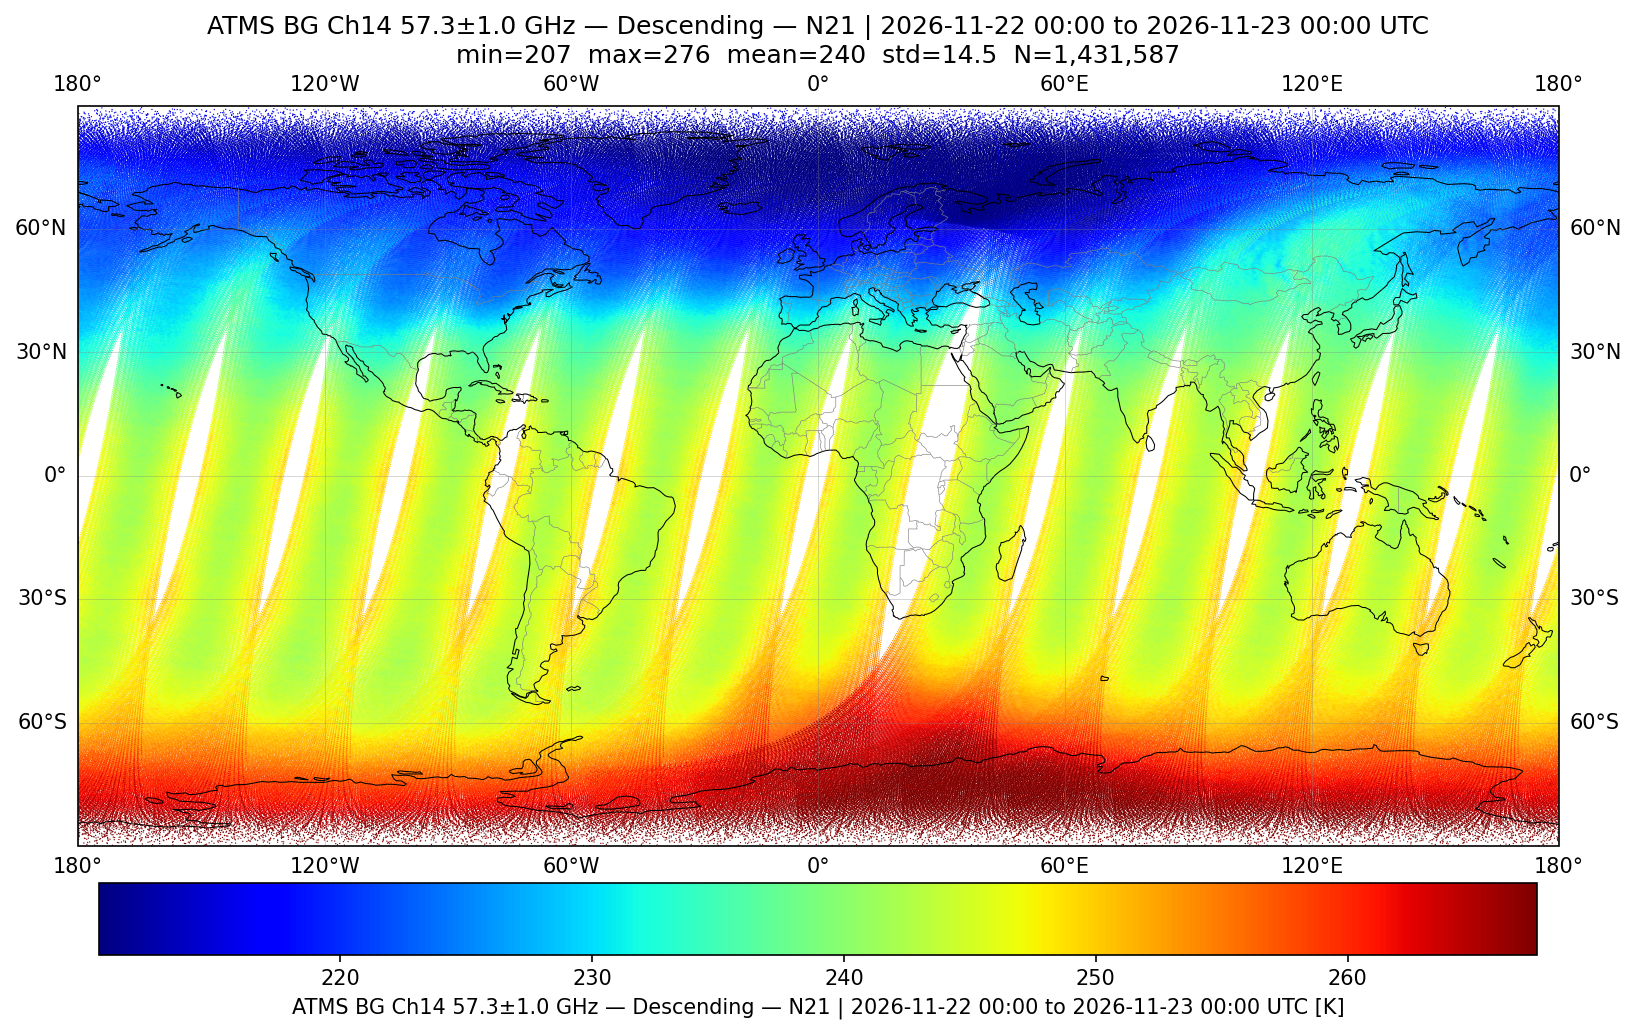 ATMS BG Ch14 57.3±1.0 GHz — Descending — N21 | 2026-11-22 00:00 to 2026-11-23 00:00 UTC
min=207  max=276  mean=240  std=14.5  N=1,431,587
180° 120°W 60°W 0° 60°E 120°E 180°
60°N 60°N
30°N 30°N
0° 0°
30°S 30°S
60°S 60°S
180° 120°W 60°W 0° 60°E 120°E 180°
220 230 240 250 260
ATMS BG Ch14 57.3±1.0 GHz — Descending — N21 | 2026-11-22 00:00 to 2026-11-23 00:00 UTC [K]